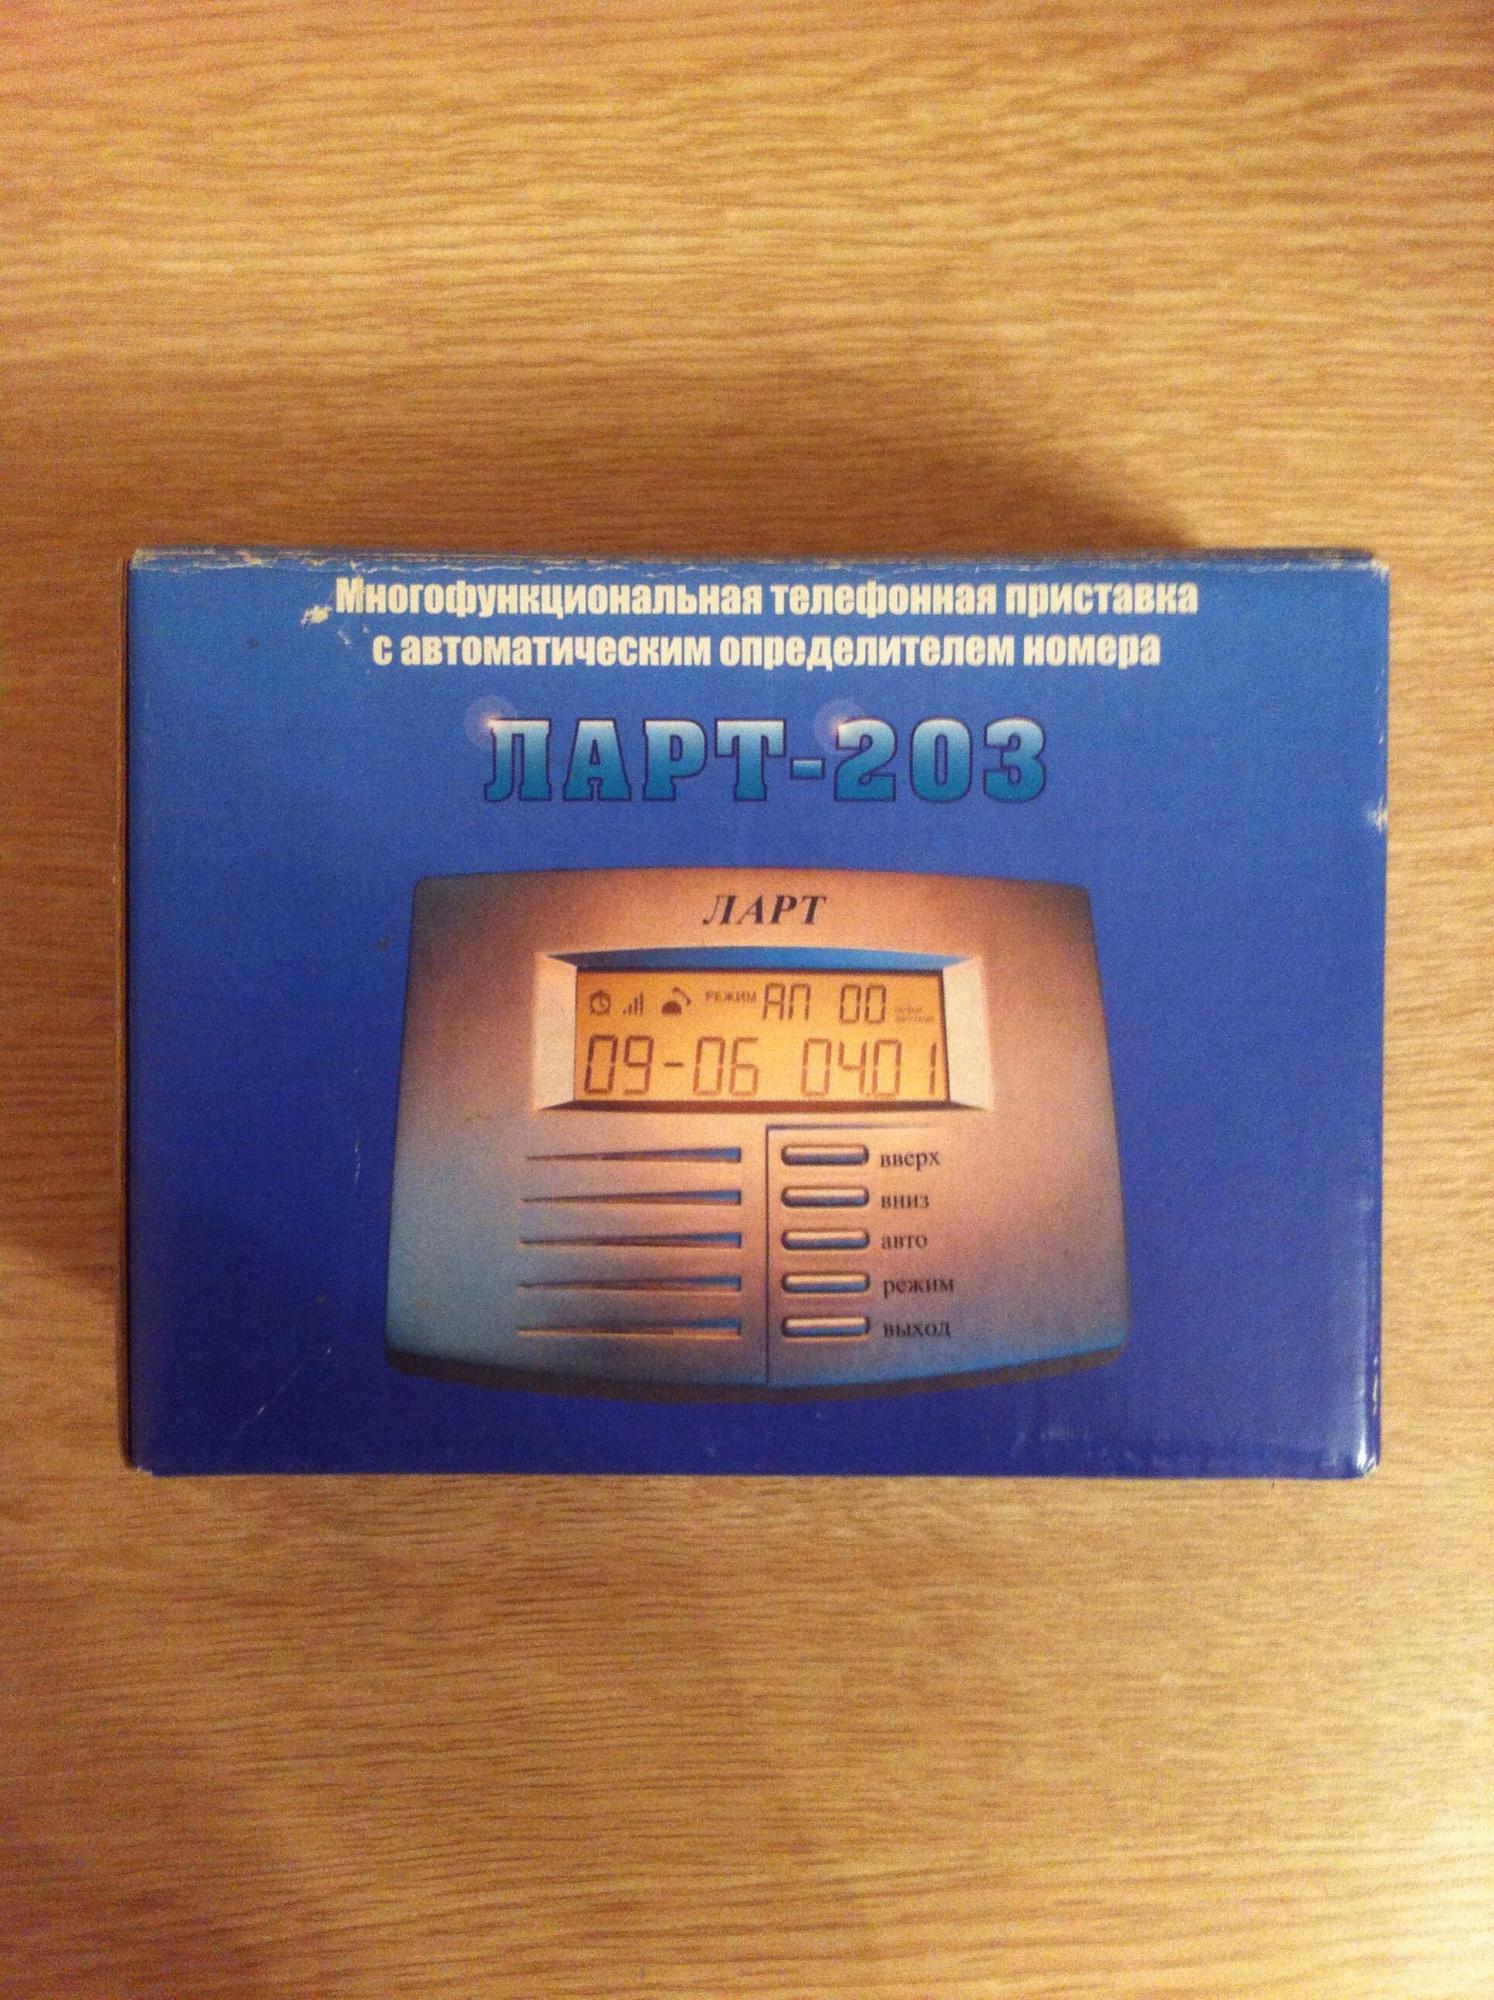 Многофункциональная телефонная приставка
с автоматическим определителем номера
ЛАРТ-203
ЛАРТ
РЕЖИМ АП 00
09-06 04.01
вверх
вниз
авто
режим
выход